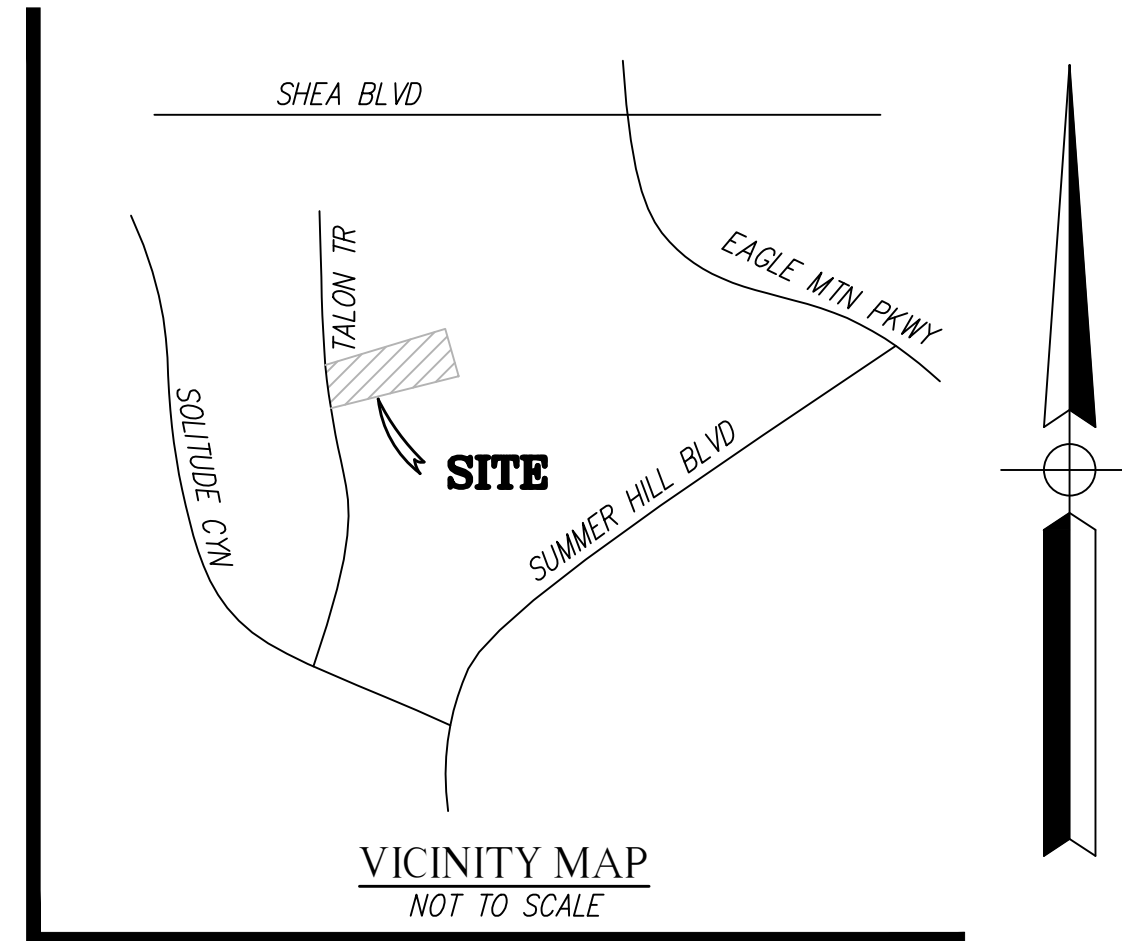 SHEA BLVD
TALON TR
EAGLE MTN PKWY
SOLITUDE CYN
SITE
SUMMER HILL BLVD
VICINITY MAP
NOT TO SCALE